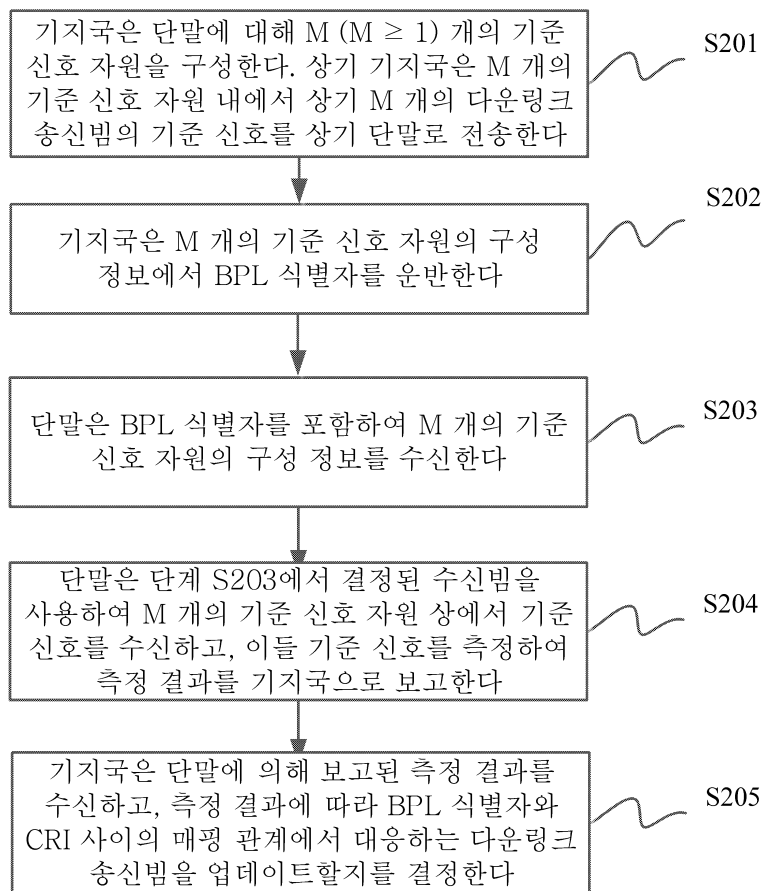 기지국은 단말에 대해 M (M ≥ 1) 개의 기준
신호 자원을 구성한다. 상기 기지국은 M 개의
기준 신호 자원 내에서 상기 M 개의 다운링크
송신빔의 기준 신호를 상기 단말로 전송한다
S201
기지국은 M 개의 기준 신호 자원의 구성
정보에서 BPL 식별자를 운반한다
S202
단말은 BPL 식별자를 포함하여 M 개의 기준
신호 자원의 구성 정보를 수신한다
S203
단말은 단계 S203에서 결정된 수신빔을
사용하여 M 개의 기준 신호 자원 상에서 기준
신호를 수신하고, 이들 기준 신호를 측정하여
측정 결과를 기지국으로 보고한다
S204
기지국은 단말에 의해 보고된 측정 결과를
수신하고, 측정 결과에 따라 BPL 식별자와
CRI 사이의 매핑 관계에서 대응하는 다운링크
송신빔을 업데이트할지를 결정한다
S205